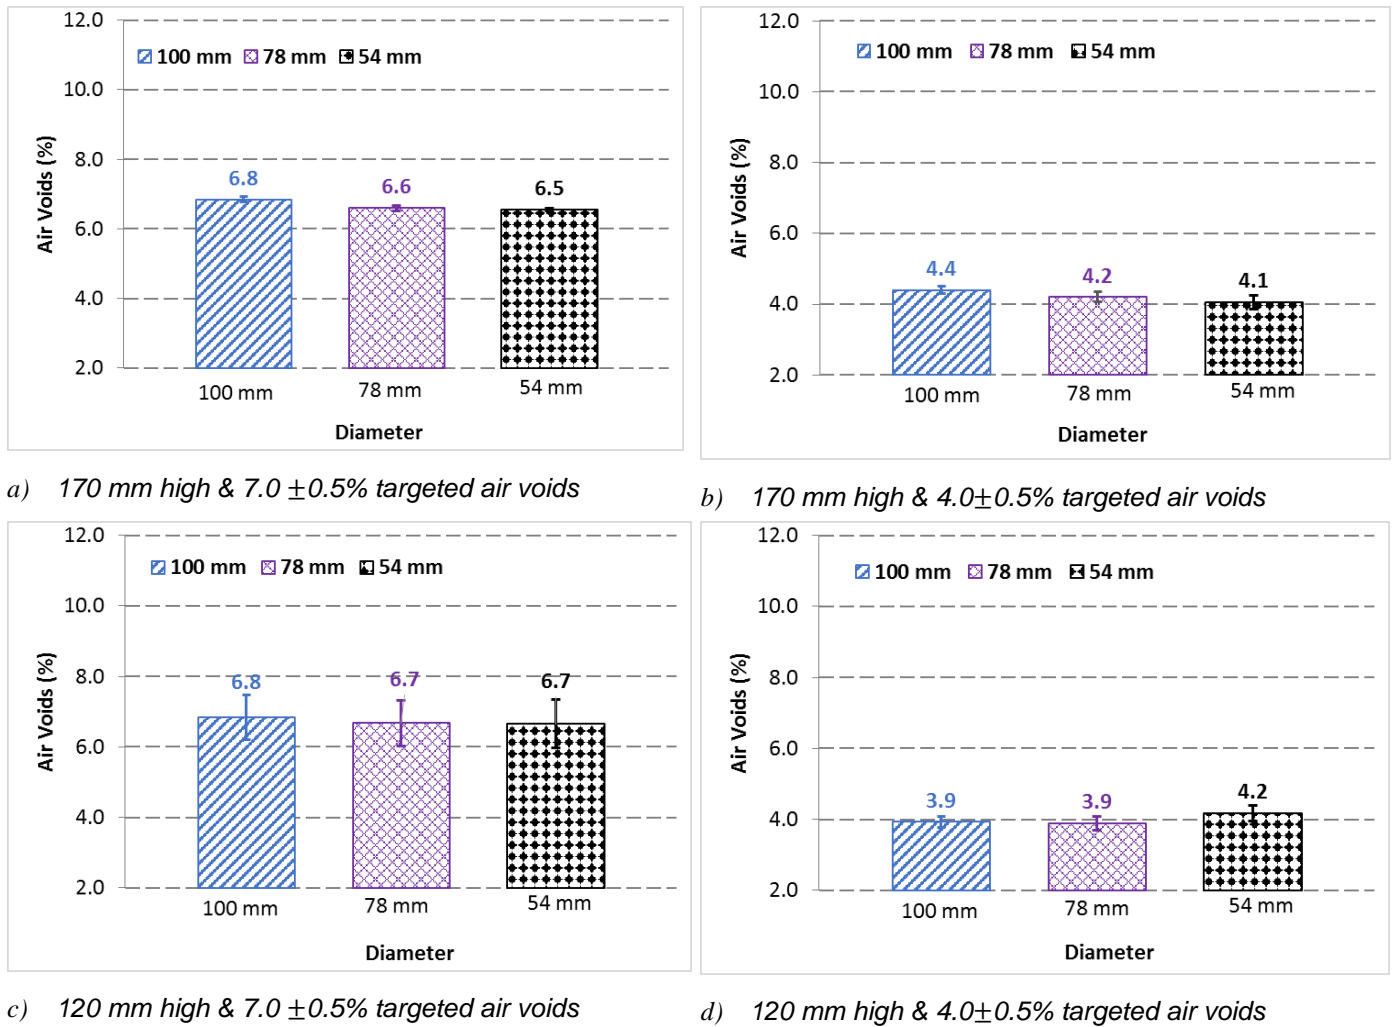 12.0
10.0
8.0
6.0
4.0
2.0
Air Voids (%)
100 mm 78 mm 54 mm
6.8
6.6
6.5
100 mm 78 mm 54 mm
Diameter
a) 170 mm high & 7.0 ±0.5% targeted air voids
12.0
10.0
8.0
6.0
4.0
2.0
Air Voids (%)
100 mm 78 mm 54 mm
4.4
4.2
4.1
100 mm 78 mm 54 mm
Diameter
b) 170 mm high & 4.0±0.5% targeted air voids
12.0
10.0
8.0
6.0
4.0
2.0
Air Voids (%)
100 mm 78 mm 54 mm
6.8
6.7
6.7
100 mm 78 mm 54 mm
Diameter
c) 120 mm high & 7.0 ±0.5% targeted air voids
12.0
10.0
8.0
6.0
4.0
2.0
Air Voids (%)
100 mm 78 mm 54 mm
3.9
3.9
4.2
100 mm 78 mm 54 mm
Diameter
d) 120 mm high & 4.0±0.5% targeted air voids